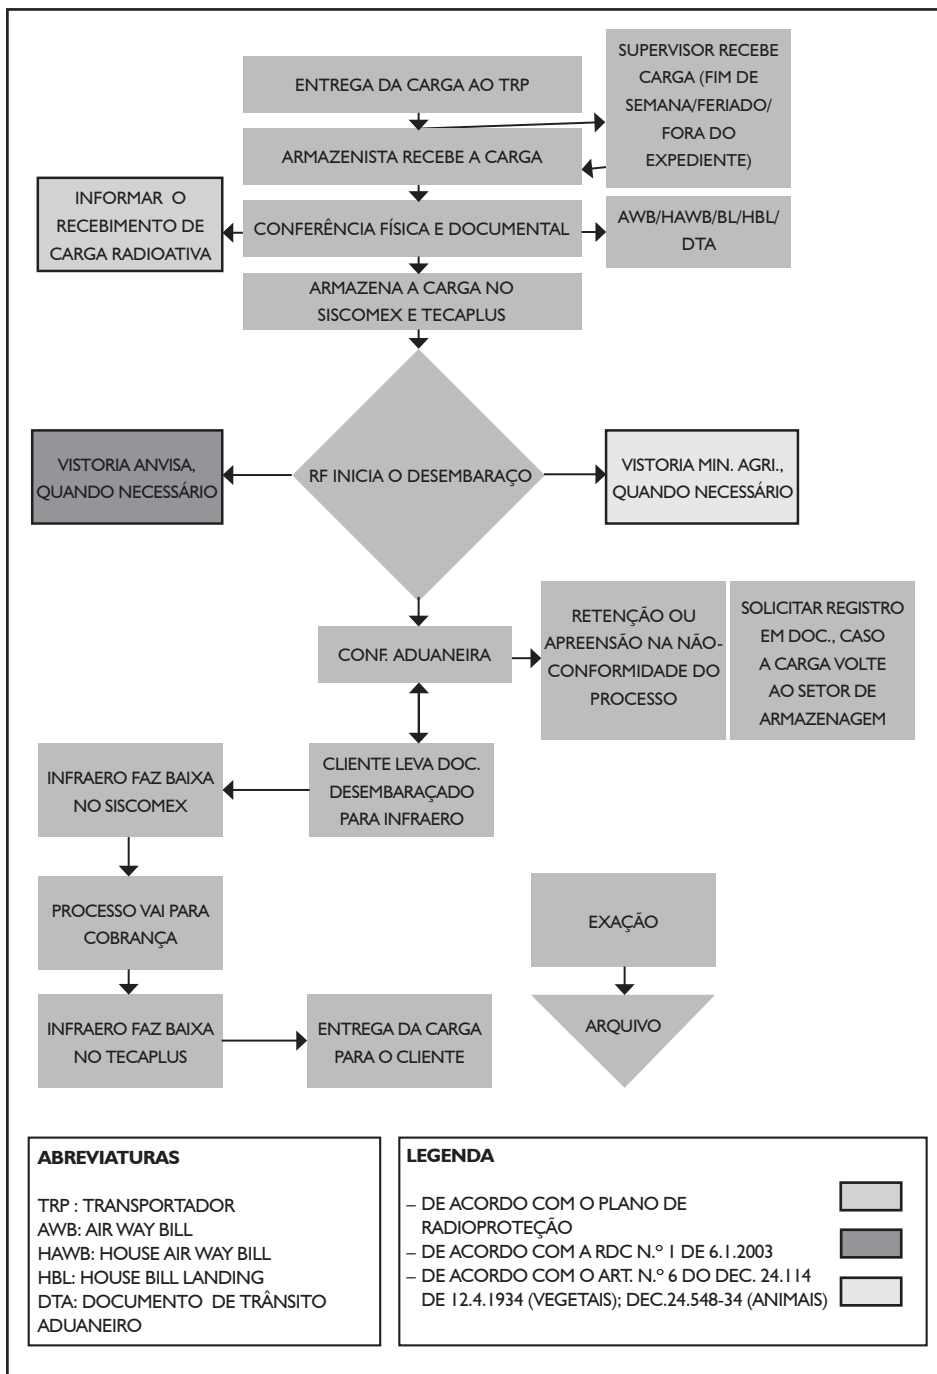 ENTREGA DA CARGA AO TRP
SUPERVISOR RECEBE
CARGA (FIM DE
SEMANA/FERIADO/
FORA DO
EXPEDIENTE)
ARMAZENISTA RECEBE A CARGA
INFORMAR O
RECEBIMENTO DE
CARGA RADIOATIVA
CONFERÊNCIA FÍSICA E DOCUMENTAL
AWB/HAWB/BL/HBL/
DTA
ARMAZENA A CARGA NO
SISCOMEX E TECAPLUS
VISTORIA ANVISA,
QUANDO NECESSÁRIO
RF INICIA O DESEMBARAÇO
VISTORIA MIN. AGRI.,
QUANDO NECESSÁRIO
CONF. ADUANEIRA
RETENÇÃO OU
APREENSÃO NA NÃO-
CONFORMIDADE DO
PROCESSO
SOLICITAR REGISTRO
EM DOC., CASO
A CARGA VOLTE
AO SETOR DE
ARMAZENAGEM
INFRAERO FAZ BAIXA
NO SISCOMEX
CLIENTE LEVA DOC.
DESEMBARAÇADO
PARA INFRAERO
PROCESSO VAI PARA
COBRANÇA
EXAÇÃO
INFRAERO FAZ BAIXA
NO TECAPLUS
ENTREGA DA CARGA
PARA O CLIENTE
ARQUIVO
ABREVIATURAS
TRP : TRANSPORTADOR
AWB: AIR WAY BILL
HAWB: HOUSE AIR WAY BILL
HBL: HOUSE BILL LANDING
DTA: DOCUMENTO DE TRÂNSITO
ADUANEIRO
LEGENDA
– DE ACORDO COM O PLANO DE
RADIOPROTEÇÃO
– DE ACORDO COM A RDC N.º 1 DE 6.1.2003
– DE ACORDO COM O ART. N.º 6 DO DEC. 24.114
DE 12.4.1934 (VEGETAIS); DEC.24.548-34 (ANIMAIS)